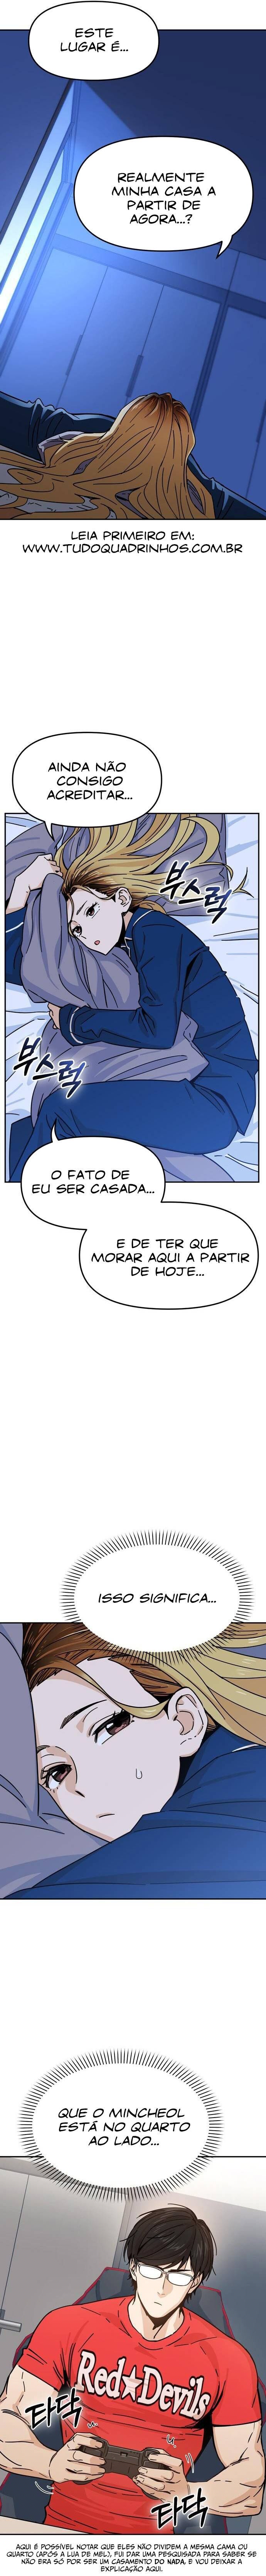 ESTE
LUGAR É...
REALMENTE
MINHA CASA A
PARTIR DE
AGORA...?
LEIA PRIMEIRO EM:
WWW.TUDOQUADRINHOS.COM.BR
AINDA NÃO
CONSIGO
ACREDITAR...
부스럭
부스럭
O FATO DE
EU SER CASADA...
E DE TER QUE
MORAR AQUI A PARTIR
DE HOJE...
ISSO SIGNIFICA...
QUE O MINCHEOL
ESTÁ NO QUARTO
AO LADO...
Red★Devils
타닥
타닥
AQUI É POSSÍVEL NOTAR QUE ELES NÃO DIVIDEM A MESMA CAMA OU
QUARTO (APÓS A LUA DE MEL), FUI DAR UMA PESQUISADA PARA SABER SE
NÃO ERA SÓ POR SER UM CASAMENTO DO NADA, E VOU DEIXAR A
EXPLICAÇÃO AQUI.